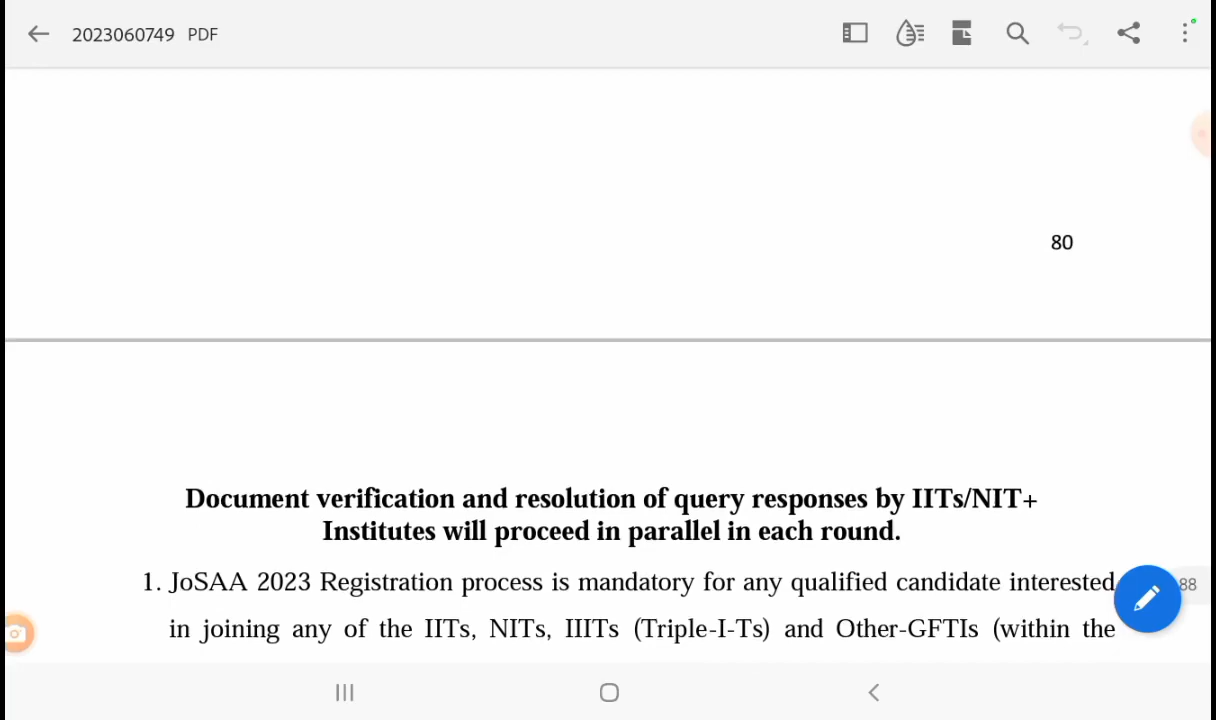 2023060749 PDF
80
Document verification and resolution of query responses by IITs/NIT+
Institutes will proceed in parallel in each round.
1. JoSAA 2023 Registration process is mandatory for any qualified candidate interested
88
in joining any of the IITs, NITs, IIITs (Triple-I-Ts) and Other-GFTIs (within the